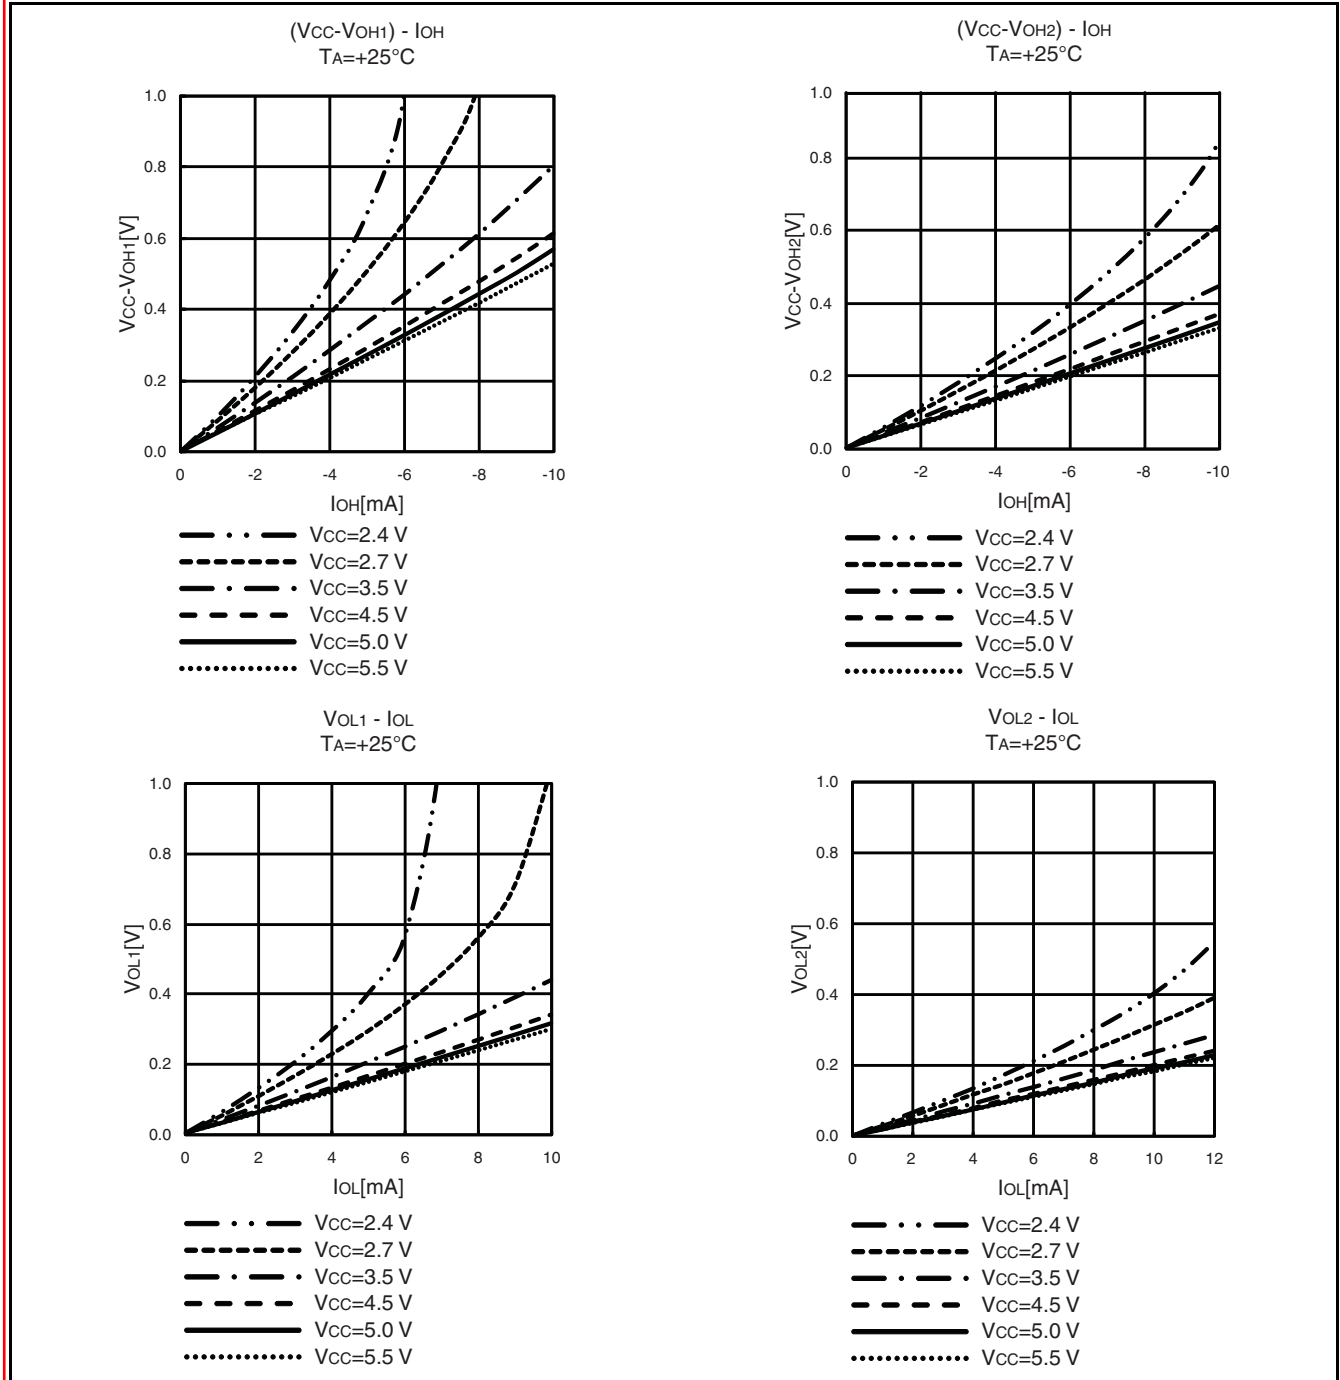 (VCC-VOH1) - IOH
TA=+25°C
1.0
0.8
0.6
0.4
0.2
0.0
VCC-VOH1[V]
0 -2 -4 -6 -8 -10
IOH[mA]
VCC=2.4 V
VCC=2.7 V
VCC=3.5 V
VCC=4.5 V
VCC=5.0 V
VCC=5.5 V
(VCC-VOH2) - IOH
TA=+25°C
1.0
0.8
0.6
0.4
0.2
0.0
VCC-VOH2[V]
0 -2 -4 -6 -8 -10
IOH[mA]
VCC=2.4 V
VCC=2.7 V
VCC=3.5 V
VCC=4.5 V
VCC=5.0 V
VCC=5.5 V
VOL1 - IOL
TA=+25°C
1.0
0.8
0.6
0.4
0.2
0.0
VOL1[V]
0 2 4 6 8 10
IOL[mA]
VCC=2.4 V
VCC=2.7 V
VCC=3.5 V
VCC=4.5 V
VCC=5.0 V
VCC=5.5 V
VOL2 - IOL
TA=+25°C
1.0
0.8
0.6
0.4
0.2
0.0
VOL2[V]
0 2 4 6 8 10 12
IOL[mA]
VCC=2.4 V
VCC=2.7 V
VCC=3.5 V
VCC=4.5 V
VCC=5.0 V
VCC=5.5 V